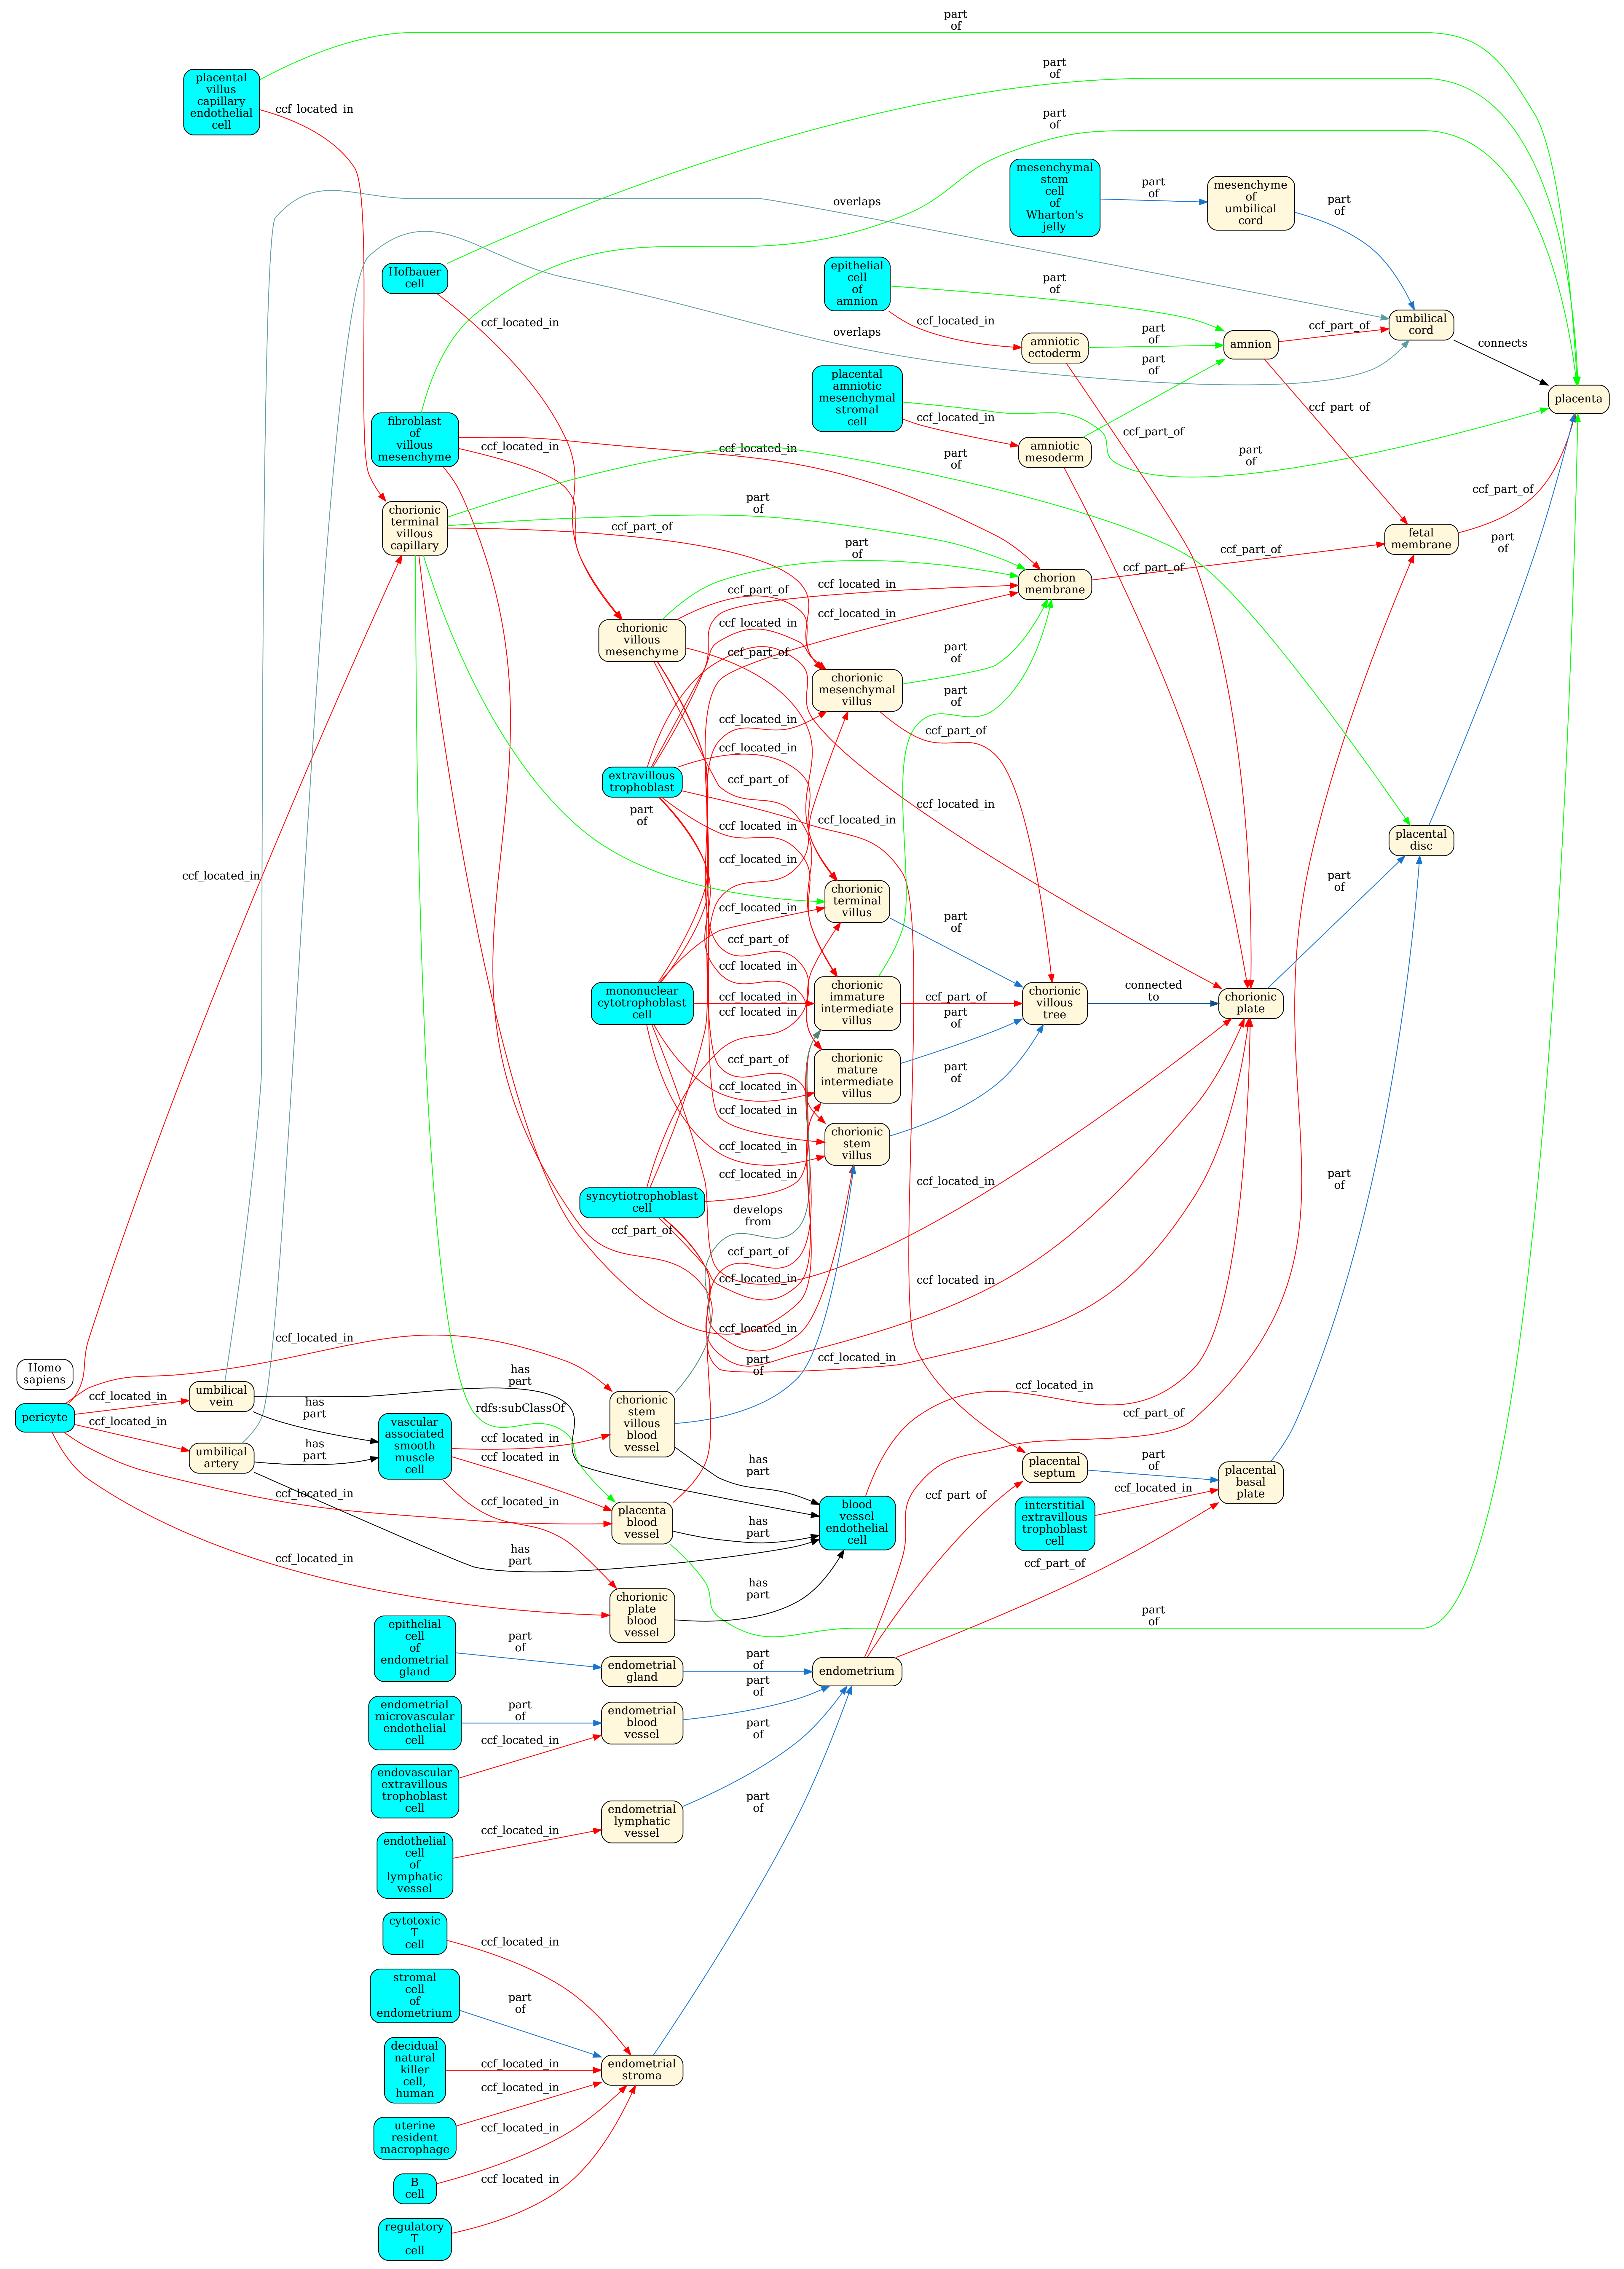 part
of
placental
villus
capillary
endothelial
cell
ccf_located_in
part
of
part
of
mesenchymal
stem
cell
of
Wharton's
jelly
part
of
mesenchyme
of
umbilical
cord
part
of
overlaps
Hofbauer
cell
ccf_located_in
epithelial
cell
of
amnion
part
of
ccf_located_in
overlaps
amniotic
ectoderm
part
of
amnion
ccf_part_of
umbilical
cord
connects
placenta
placental
amniotic
mesenchymal
stromal
cell
ccf_located_in
part
of
ccf_part_of
ccf_part_of
fibroblast
of
villous
mesenchyme
ccf_located_in
ccf_located_in
part
of
amniotic
mesoderm
part
of
chorionic
terminal
villous
capillary
part
of
ccf_part_of
part
of
ccf_part_of
fetal
membrane
ccf_part_of
part
of
chorion
membrane
ccf_part_of
ccf_located_in
ccf_part_of
ccf_located_in
chorionic
villous
mesenchyme
ccf_located_in
ccf_part_of
chorionic
mesenchymal
villus
part
of
part
of
ccf_located_in
ccf_part_of
ccf_located_in
extravillous
trophoblast
ccf_part_of
part
of
ccf_located_in
ccf_located_in
ccf_located_in
placental
disc
ccf_located_in
ccf_located_in
chorionic
terminal
villus
part
of
part
of
ccf_located_in
ccf_part_of
ccf_located_in
mononuclear
cytotrophoblast
cell
ccf_located_in
ccf_located_in
chorionic
immature
intermediate
villus
ccf_part_of
part
of
chorionic
villous
tree
connected
to
chorionic
plate
ccf_part_of
ccf_located_in
chorionic
mature
intermediate
villus
part
of
ccf_located_in
ccf_located_in
chorionic
stem
villus
syncytiotrophoblast
cell
ccf_located_in
ccf_located_in
part
of
develops
from
ccf_part_of
ccf_part_of
ccf_located_in
ccf_located_in
ccf_located_in
ccf_located_in
Homo
sapiens
ccf_located_in
part
of
ccf_located_in
pericyte
ccf_located_in
ccf_located_in
umbilical
vein
has
part
has
part
rdfs:subClassOf
chorionic
stem
villous
blood
vessel
ccf_located_in
ccf_part_of
umbilical
artery
has
part
vascular
associated
smooth
muscle
cell
ccf_located_in
ccf_located_in
has
part
placental
septum
part
of
placental
basal
plate
ccf_located_in
ccf_located_in
ccf_located_in
ccf_part_of
placenta
blood
vessel
has
part
blood
vessel
endothelial
cell
interstitial
extravillous
trophoblast
cell
has
part
ccf_located_in
ccf_part_of
chorionic
plate
blood
vessel
has
part
part
of
epithelial
cell
of
endometrial
gland
part
of
endometrial
gland
part
of
endometrium
endometrial
microvascular
endothelial
cell
part
of
endometrial
blood
vessel
part
of
ccf_located_in
part
of
endovascular
extravillous
trophoblast
cell
endometrial
lymphatic
vessel
part
of
ccf_located_in
endothelial
cell
of
lymphatic
vessel
cytotoxic
T
cell
ccf_located_in
stromal
cell
of
endometrium
part
of
decidual
natural
killer
cell,
human
ccf_located_in
endometrial
stroma
ccf_located_in
uterine
resident
macrophage
ccf_located_in
B
cell
ccf_located_in
regulatory
T
cell